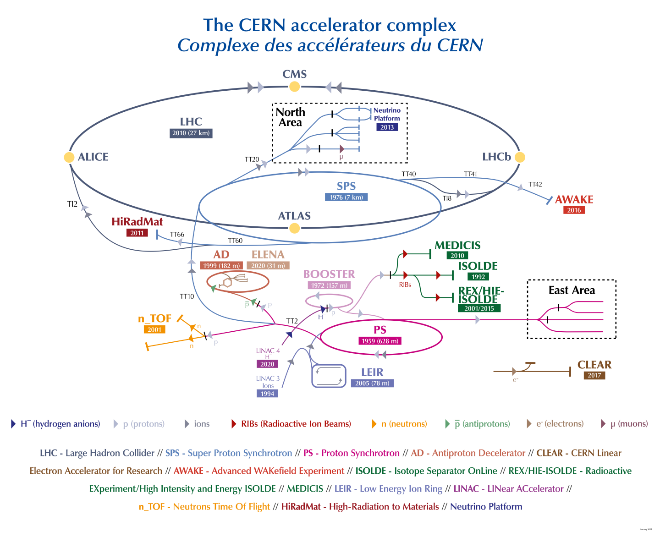 The CERN accelerator complex
Complexe des accélérateurs du CERN
CMS
North
Area
Neutrino
Platform
2013
LHC
2010 (27 km)
μ
TT20
ALICE
LHCb
TT40
TT41
SPS
1976 (7 km)
TI8
TT42
AWAKE
2016
TI2
HiRadMat
2011
ATLAS
TT66
TT60
AD
1999 (182 m)
ELENA
2020 (31 m)
MEDICIS
2010
BOOSTER
1972 (157 m)
ISOLDE
1992
RIBs
REX/HIE-
ISOLDE
2001/2015
East Area
TT10
p
n_TOF
2001
n
n
p
TT2
H⁻
p
PS
1959 (628 m)
LINAC 4
2020
LINAC 3
Ions
1994
LEIR
2005 (78 m)
CLEAR
2017
e⁻
H⁻ (hydrogen anions)
p (protons)
ions
RIBs (Radioactive Ion Beams)
n (neutrons)
p̅ (antiprotons)
e⁻ (electrons)
μ (muons)
LHC - Large Hadron Collider // SPS - Super Proton Synchrotron // PS - Proton Synchrotron // AD - Antiproton Decelerator // CLEAR - CERN Linear
Electron Accelerator for Research // AWAKE - Advanced WAKefield Experiment // ISOLDE - Isotope Separator OnLine // REX/HIE-ISOLDE - Radioactive
EXperiment/High Intensity and Energy ISOLDE // MEDICIS // LEIR - Low Energy Ion Ring // LINAC - LINear ACcelerator //
n_TOF - Neutrons Time Of Flight // HiRadMat - High-Radiation to Materials // Neutrino Platform